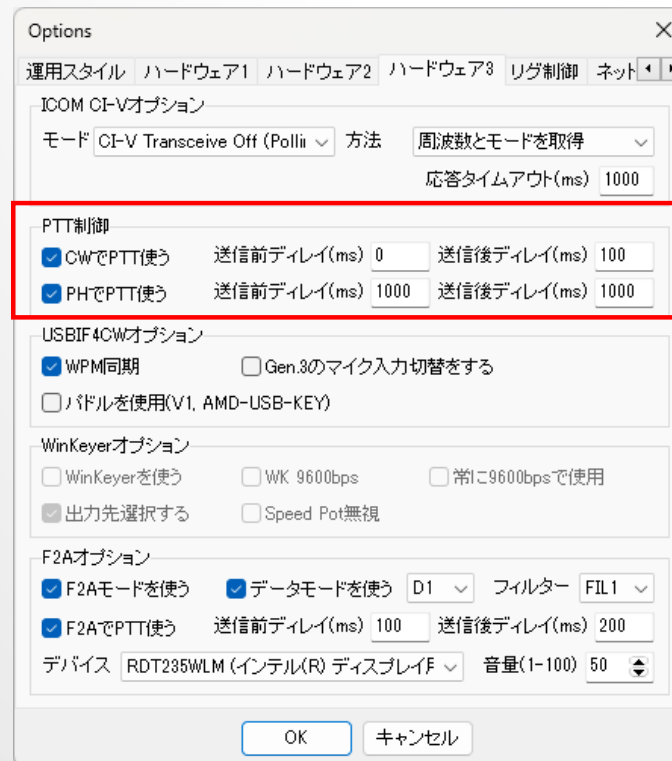 Options
運用スタイル ハードウェア1 ハードウェア2 ハードウェア3 リグ制御 ネット
ICOM CI-Vオプション
モード CI-V Transceive Off (Pollin 方法 周波数とモードを取得
応答タイムアウト(ms) 1000
PTT制御
CWでPTT使う 送信前ディレイ(ms) 0 送信後ディレイ(ms) 100
PHでPTT使う 送信前ディレイ(ms) 1000 送信後ディレイ(ms) 1000
USBIF4CWオプション
WPM同期 Gen.3のマイク入力切替をする
パドルを使用(V1, AMD-USB-KEY)
WinKeyerオプション
WinKeyerを使う WK 9600bps 常に9600bpsで使用
出力先選択する Speed Pot無視
F2Aオプション
F2Aモードを使う データモードを使う D1 フィルター FIL1
F2AでPTT使う 送信前ディレイ(ms) 100 送信後ディレイ(ms) 200
デバイス RDT235WLM (インテル(R) ディスプレイ 音量(1-100) 50
OK キャンセル